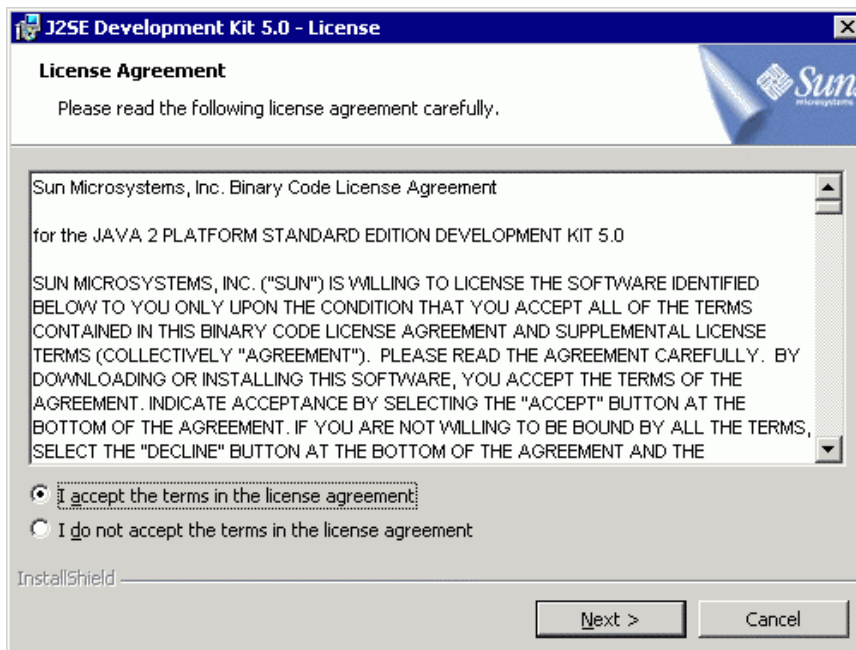 J2SE Development Kit 5.0 - License
License Agreement
Please read the following license agreement carefully.
Sun
microsystems
Sun Microsystems, Inc. Binary Code License Agreement
for the JAVA 2 PLATFORM STANDARD EDITION DEVELOPMENT KIT 5.0
SUN MICROSYSTEMS, INC. ("SUN") IS WILLING TO LICENSE THE SOFTWARE IDENTIFIED
BELOW TO YOU ONLY UPON THE CONDITION THAT YOU ACCEPT ALL OF THE TERMS
CONTAINED IN THIS BINARY CODE LICENSE AGREEMENT AND SUPPLEMENTAL LICENSE
TERMS (COLLECTIVELY "AGREEMENT").  PLEASE READ THE AGREEMENT CAREFULLY.  BY
DOWNLOADING OR INSTALLING THIS SOFTWARE, YOU ACCEPT THE TERMS OF THE
AGREEMENT. INDICATE ACCEPTANCE BY SELECTING THE "ACCEPT" BUTTON AT THE
BOTTOM OF THE AGREEMENT. IF YOU ARE NOT WILLING TO BE BOUND BY ALL THE TERMS,
SELECT THE "DECLINE" BUTTON AT THE BOTTOM OF THE AGREEMENT AND THE
I accept the terms in the license agreement
I do not accept the terms in the license agreement
InstallShield
Next >
Cancel